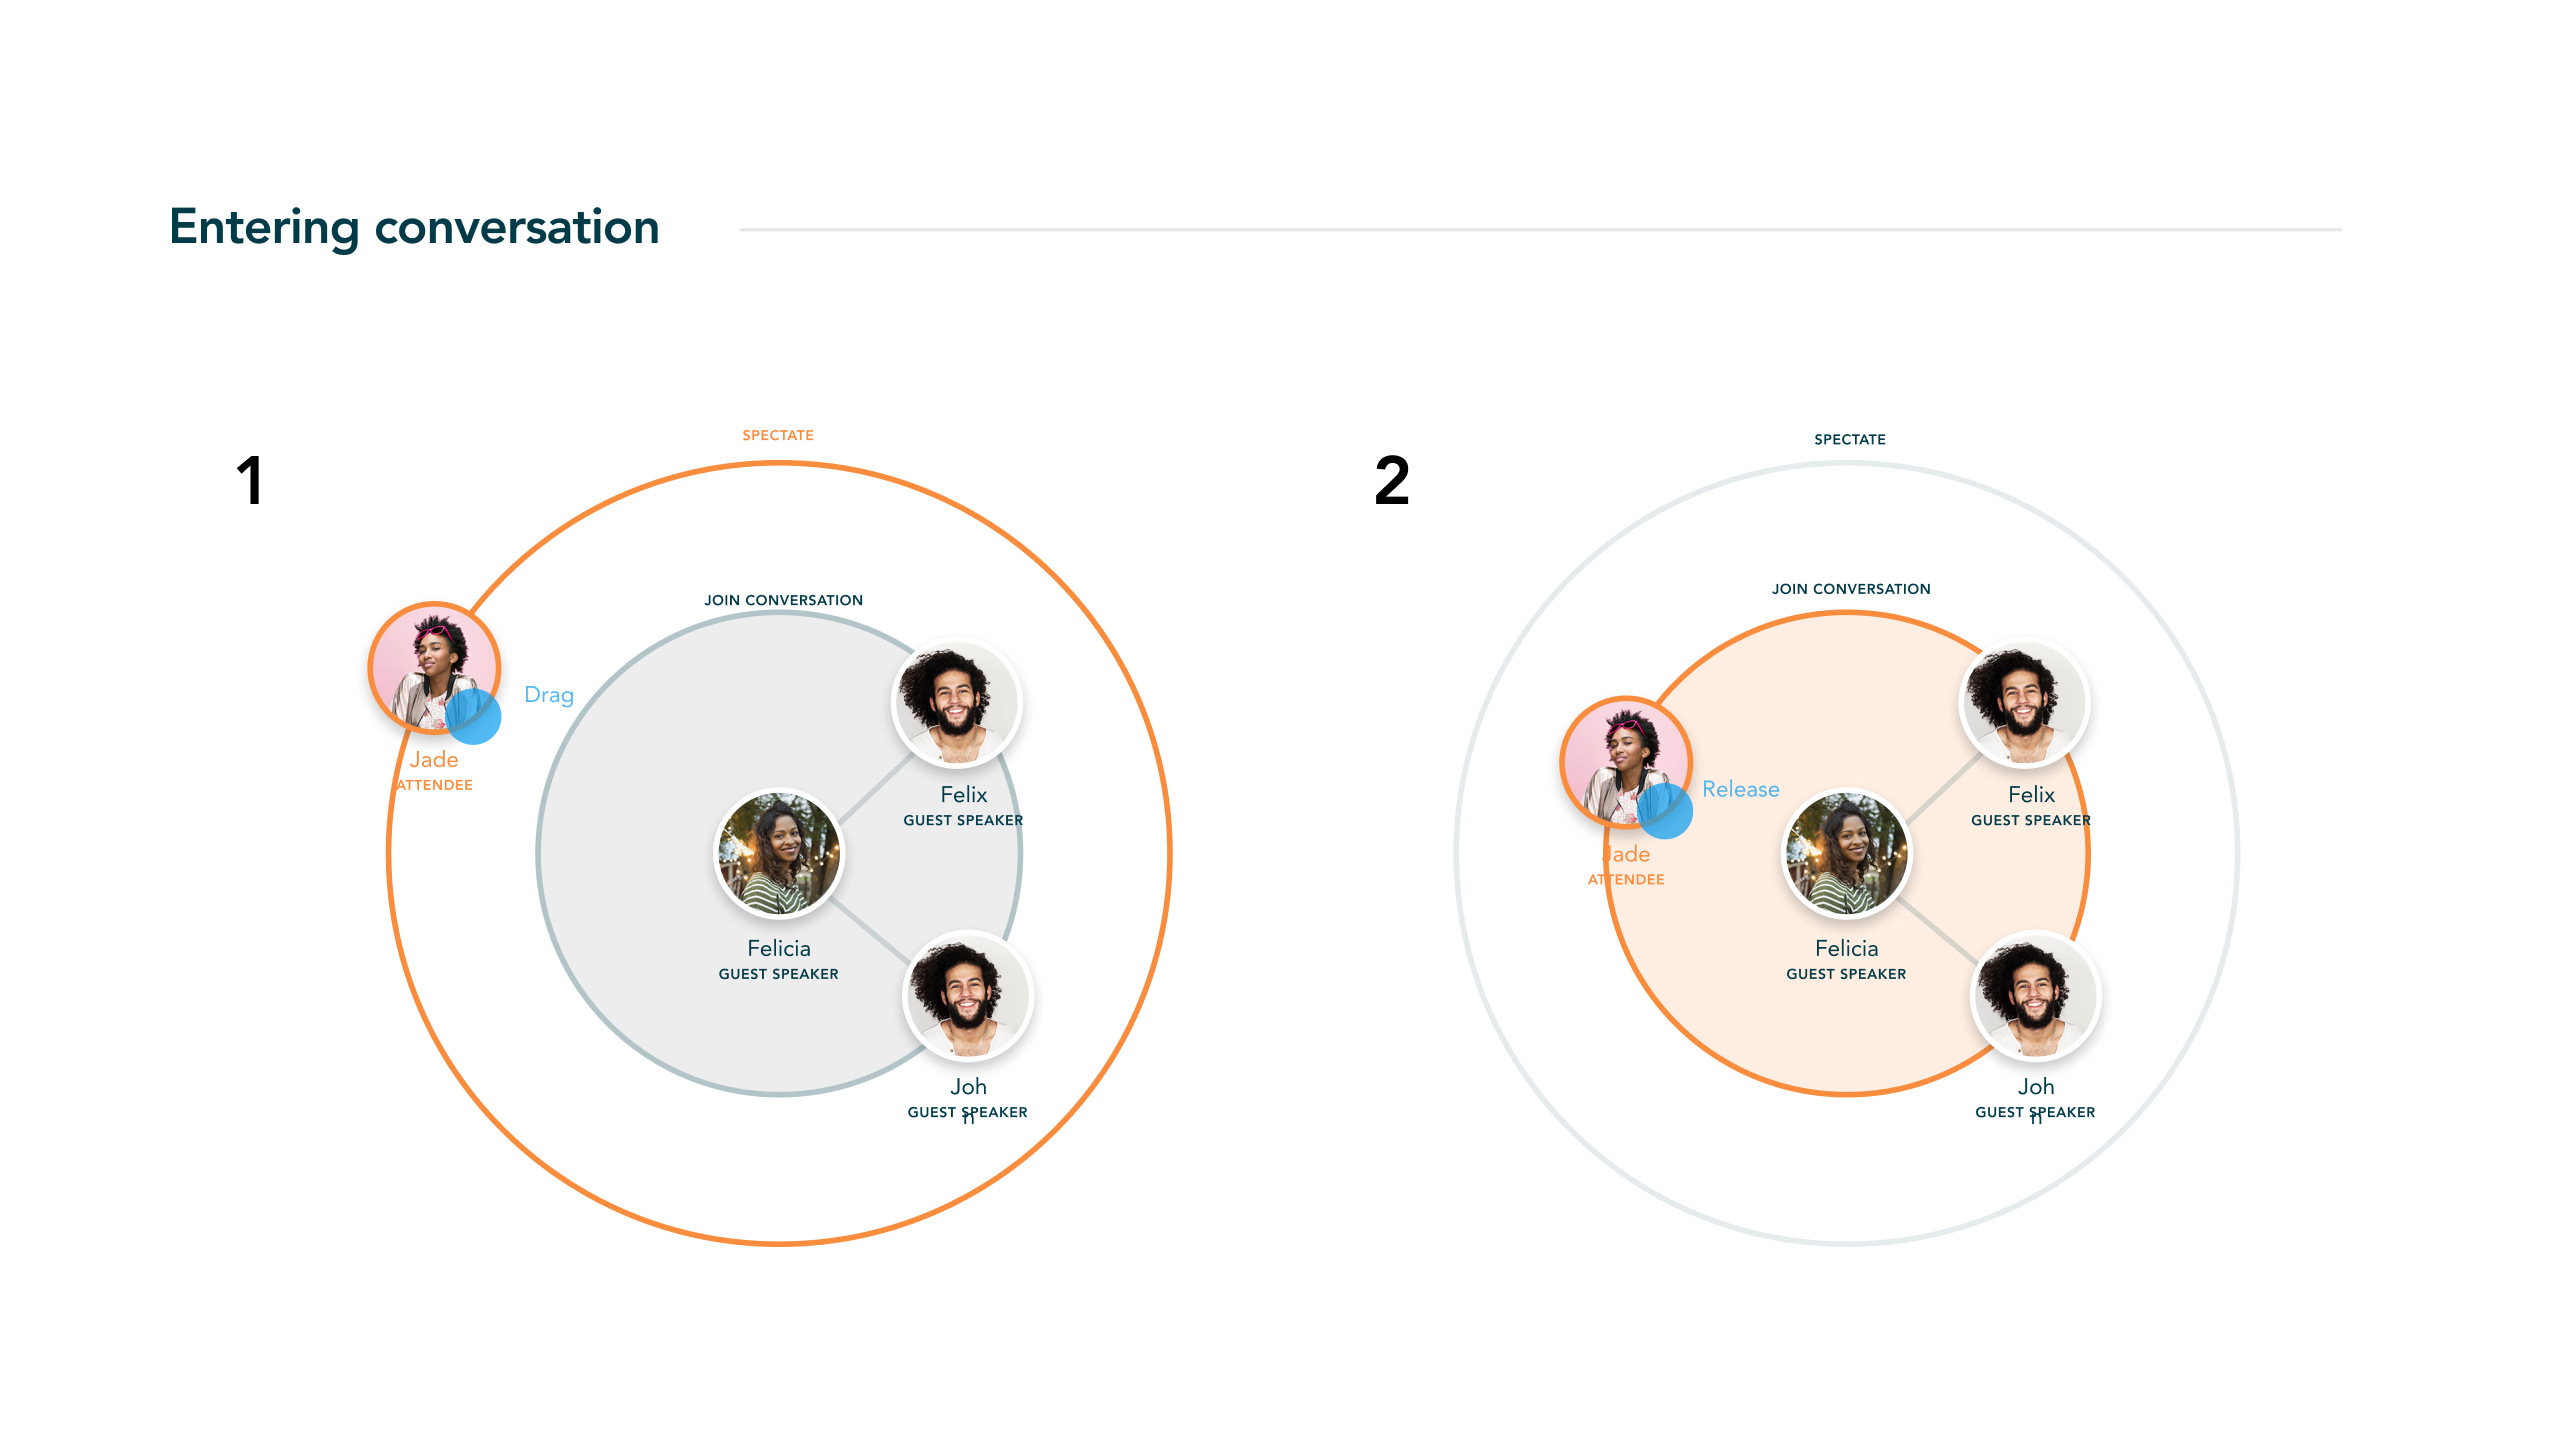 Entering conversation
1
SPECTATE
JOIN CONVERSATION
Drag
Jade
ATTENDEE
Felix
GUEST SPEAKER
Felicia
GUEST SPEAKER
Joh
n
GUEST SPEAKER
2
SPECTATE
JOIN CONVERSATION
Release
Jade
ATTENDEE
Felix
GUEST SPEAKER
Felicia
GUEST SPEAKER
Joh
n
GUEST SPEAKER